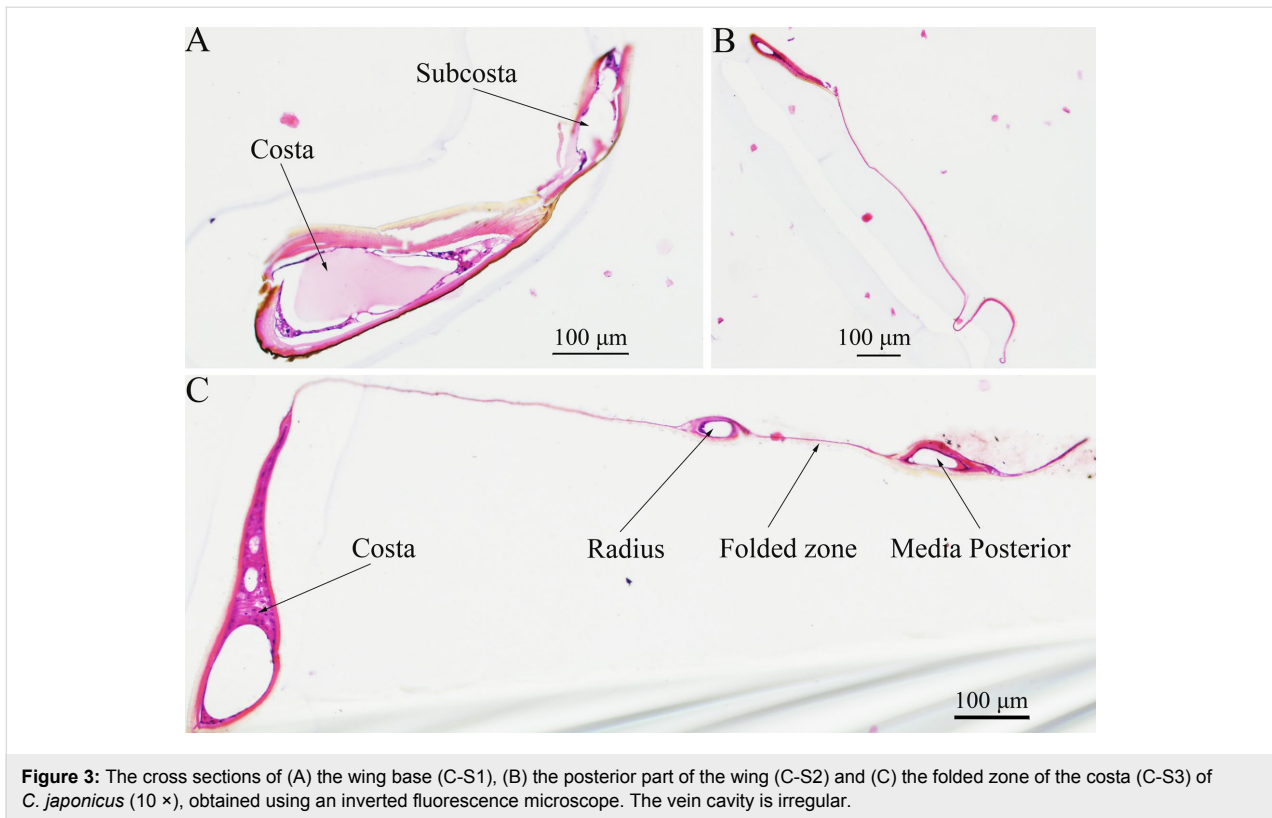 A
Subcosta
Costa
100 μm
B
100 μm
C
Costa
Radius
Folded zone
Media Posterior
100 μm
Figure 3: The cross sections of (A) the wing base (C-S1), (B) the posterior part of the wing (C-S2) and (C) the folded zone of the costa (C-S3) of
C. japonicus (10 ×), obtained using an inverted fluorescence microscope. The vein cavity is irregular.